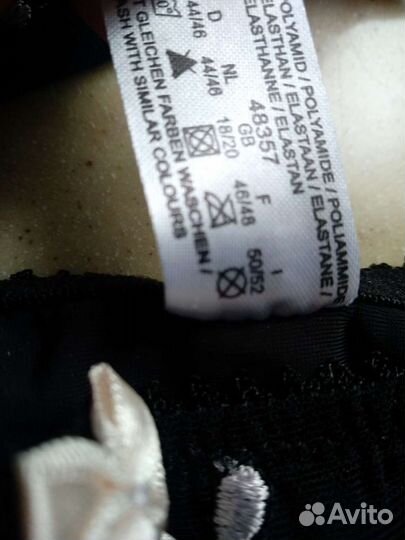 POLYAMID / POLYAMIDE / POLIAMMIDE
ELASTHAN / ELASTAAN / ELASTANE /
ELASTHANNE / ELASTAN
48357
D NL GB F I
44/46 44/46 18/20 46/48 50/52
T GLEICHEN FARBEN WASCHEN /
ASH WITH SIMILAR COLOURS
Avito